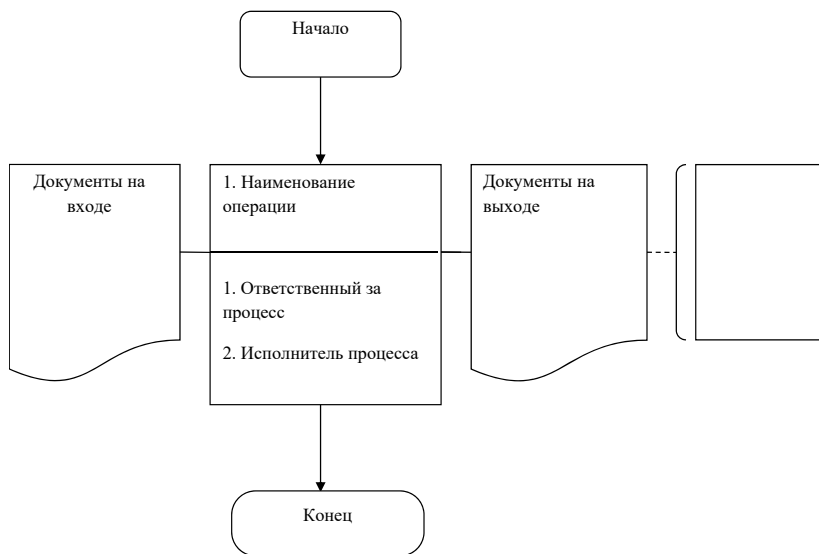 Начало
Документы на
входе
1. Наименование
операции
Документы на
выходе
1. Ответственный за
процесс
2. Исполнитель процесса
Конец